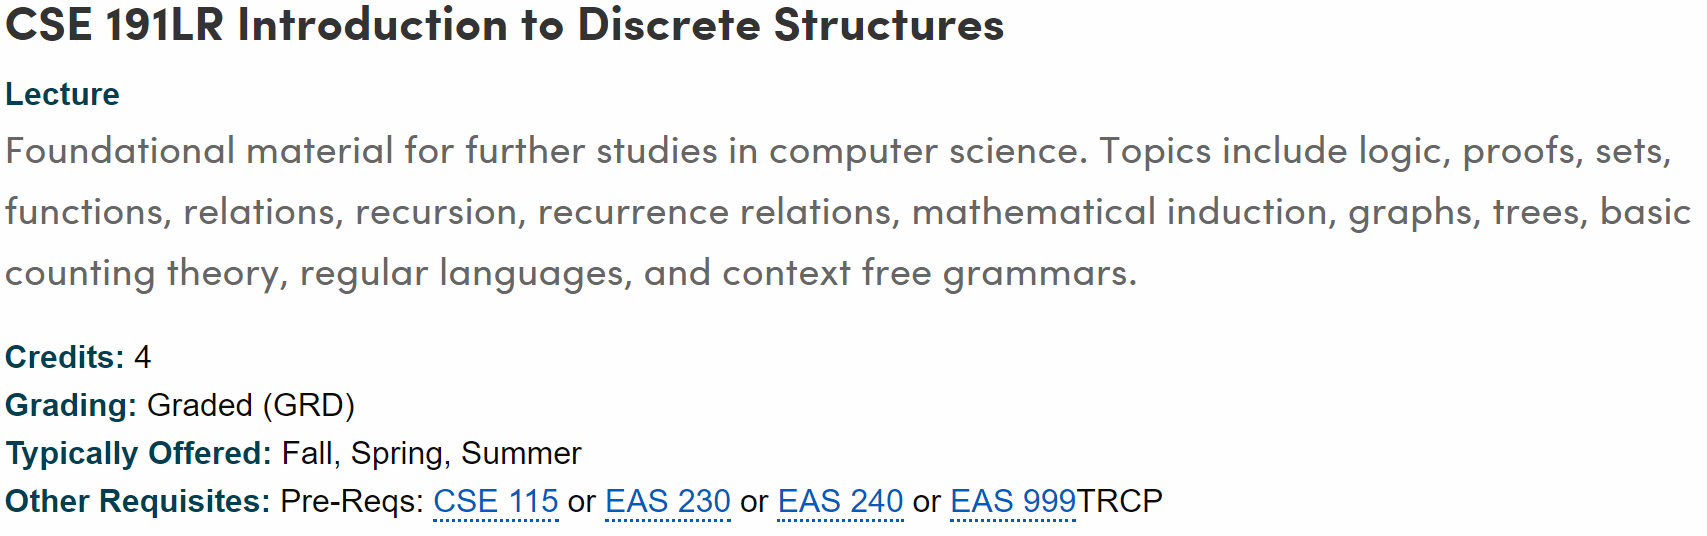 CSE 191LR Introduction to Discrete Structures
Lecture
Foundational material for further studies in computer science. Topics include logic, proofs, sets,
functions, relations, recursion, recurrence relations, mathematical induction, graphs, trees, basic
counting theory, regular languages, and context free grammars.
Credits: 4
Grading: Graded (GRD)
Typically Offered: Fall, Spring, Summer
Other Requisites: Pre-Reqs: CSE 115 or EAS 230 or EAS 240 or EAS 999TRCP